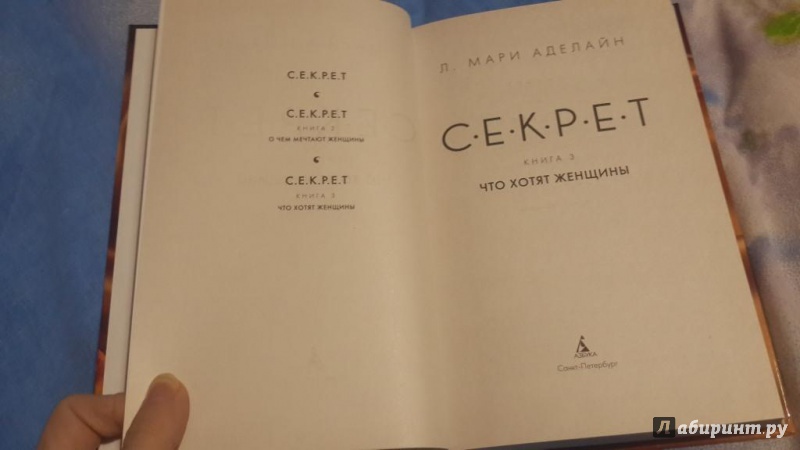 С.Е.К.Р.Е.Т
С.Е.К.Р.Е.Т
КНИГА 2
О ЧЕМ МЕЧТАЮТ ЖЕНЩИНЫ
С.Е.К.Р.Е.Т
КНИГА 3
ЧТО ХОТЯТ ЖЕНЩИНЫ
Л. МАРИ АДЕЛАЙН
С·Е·К·Р·Е·Т
КНИГА 3
ЧТО ХОТЯТ ЖЕНЩИНЫ
АЗБУКА
Санкт-Петербург
Лабиринт.ру